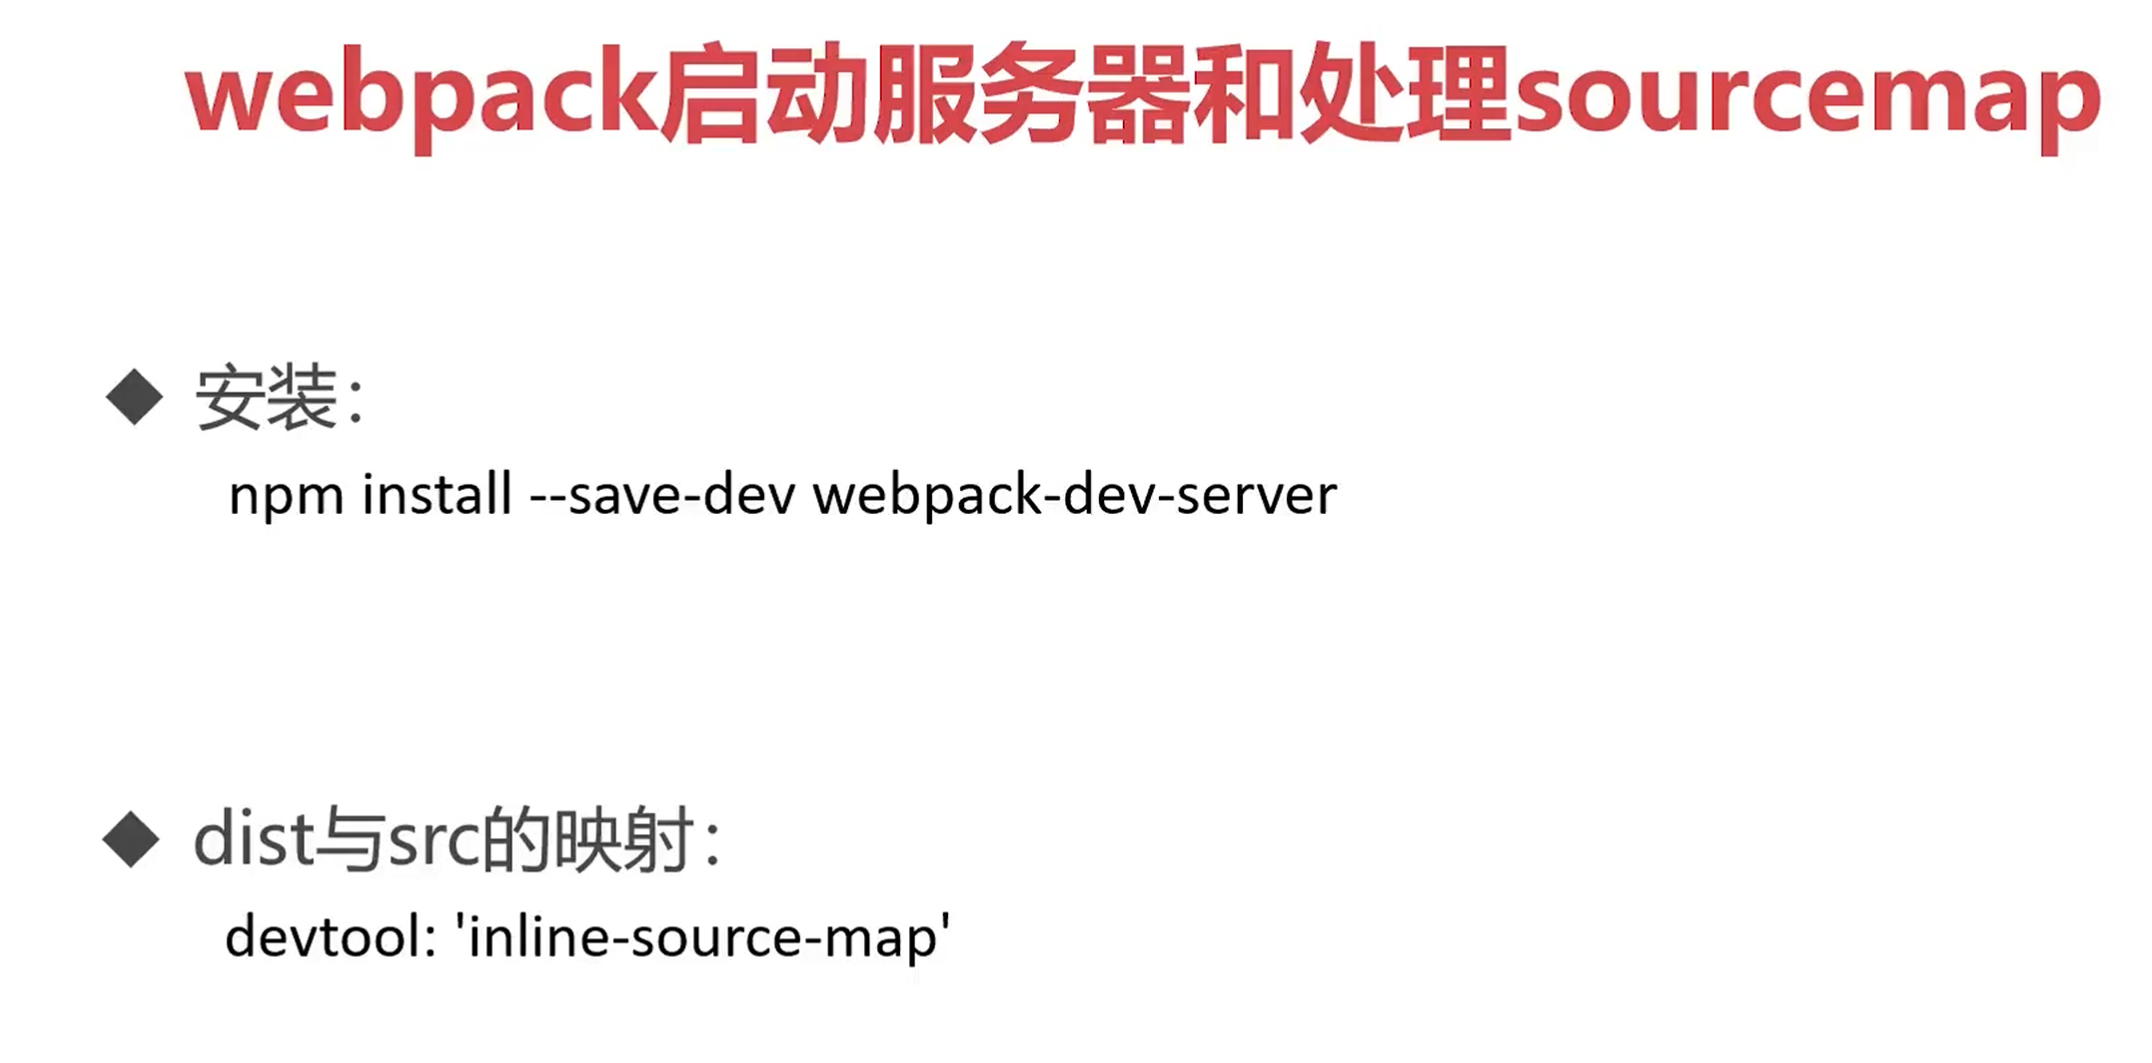 webpack启动服务器和处理sourcemap
安装：
npm install --save-dev webpack-dev-server
dist与src的映射：
devtool: 'inline-source-map'